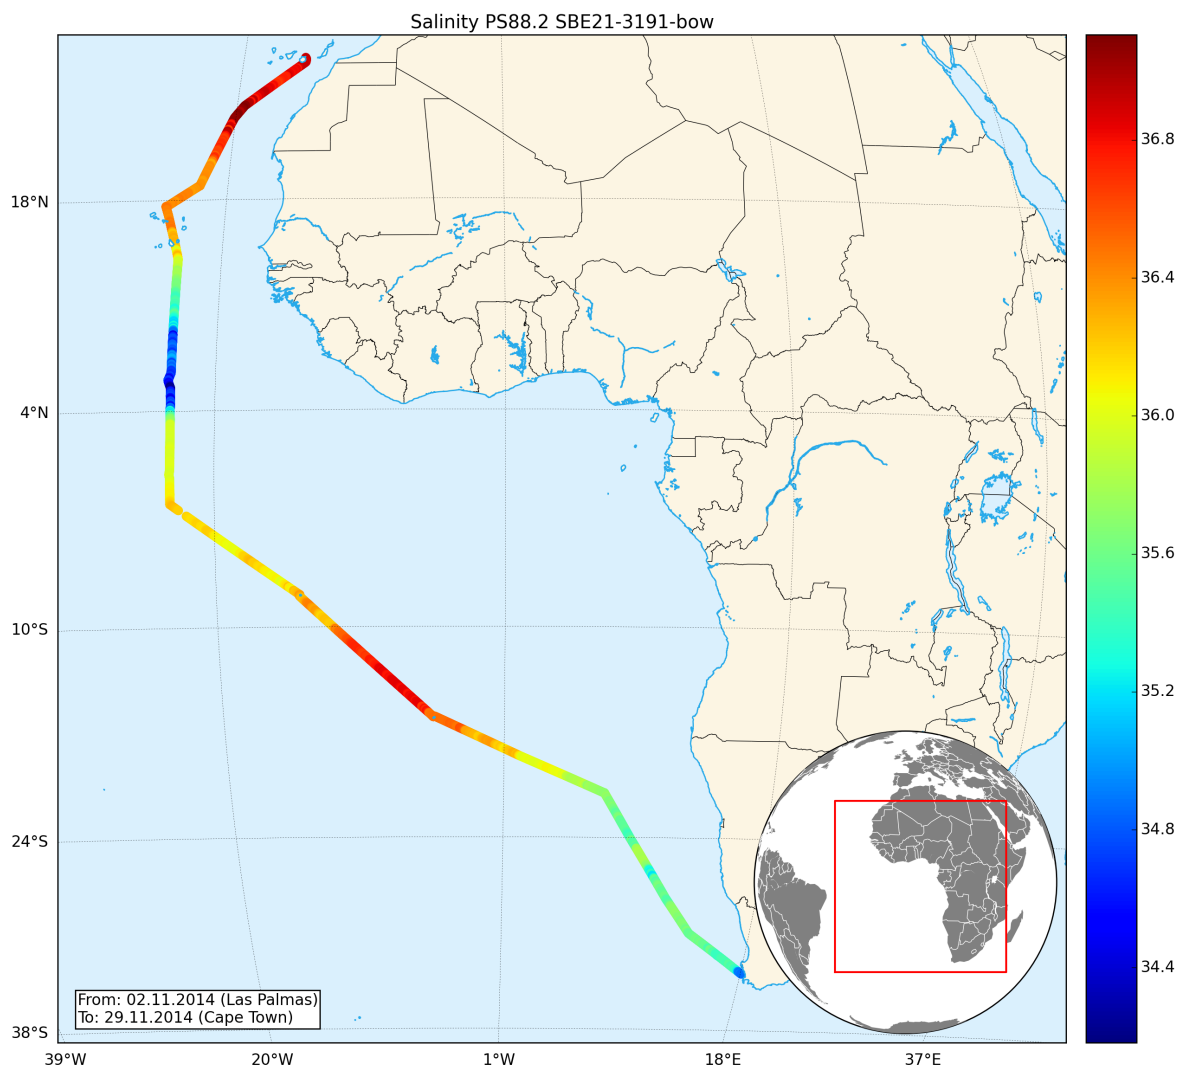 Salinity PS88.2 SBE21-3191-bow
36.8
18°N
36.4
4°N
36.0
35.6
10°S
35.2
34.8
24°S
34.4
From: 02.11.2014 (Las Palmas)
To: 29.11.2014 (Cape Town)
38°S
39°W
20°W
1°W
18°E
37°E